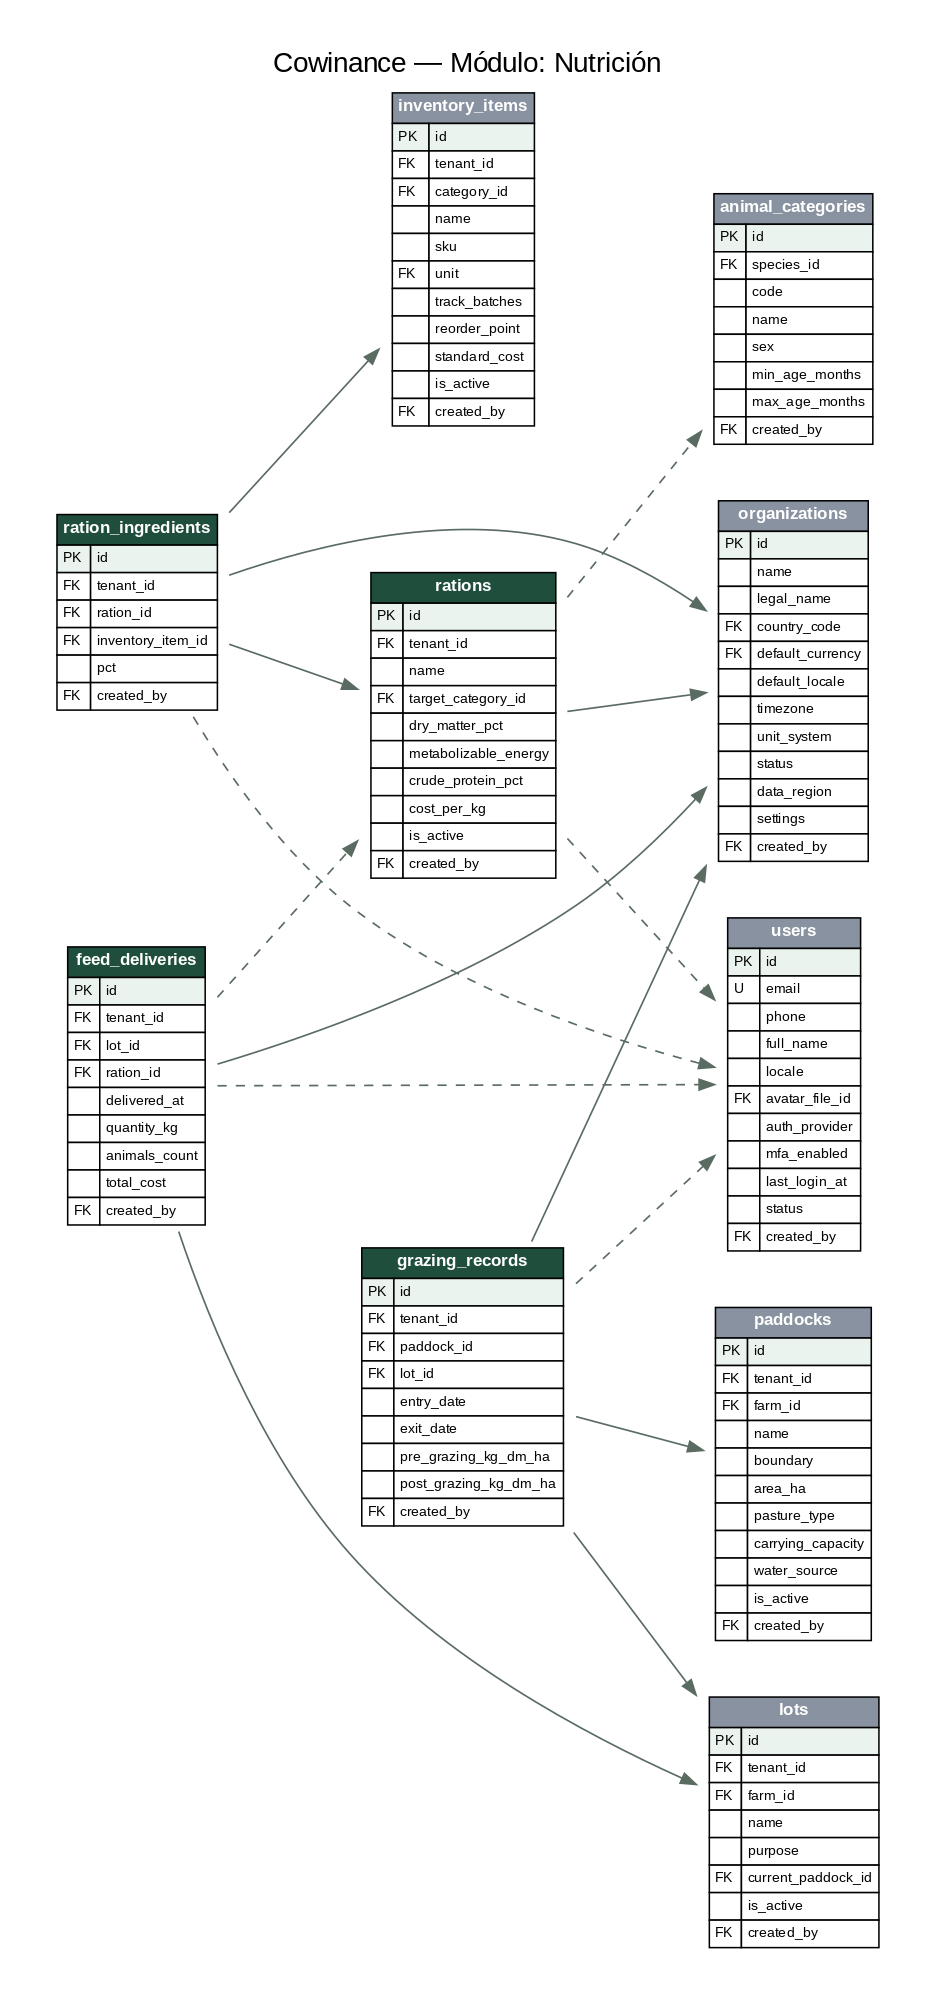 Cowinance — Módulo: Nutrición
inventory_items
PK id
FK tenant_id
FK category_id
name
sku
FK unit
track_batches
reorder_point
standard_cost
is_active
FK created_by
animal_categories
PK id
FK species_id
code
name
sex
min_age_months
max_age_months
FK created_by
ration_ingredients
PK id
FK tenant_id
FK ration_id
FK inventory_item_id
pct
FK created_by
rations
PK id
FK tenant_id
name
FK target_category_id
dry_matter_pct
metabolizable_energy
crude_protein_pct
cost_per_kg
is_active
FK created_by
organizations
PK id
name
legal_name
FK country_code
FK default_currency
default_locale
timezone
unit_system
status
data_region
settings
FK created_by
feed_deliveries
PK id
FK tenant_id
FK lot_id
FK ration_id
delivered_at
quantity_kg
animals_count
total_cost
FK created_by
users
PK id
U email
phone
full_name
locale
FK avatar_file_id
auth_provider
mfa_enabled
last_login_at
status
FK created_by
grazing_records
PK id
FK tenant_id
FK paddock_id
FK lot_id
entry_date
exit_date
pre_grazing_kg_dm_ha
post_grazing_kg_dm_ha
FK created_by
paddocks
PK id
FK tenant_id
FK farm_id
name
boundary
area_ha
pasture_type
carrying_capacity
water_source
is_active
FK created_by
lots
PK id
FK tenant_id
FK farm_id
name
purpose
FK current_paddock_id
is_active
FK created_by